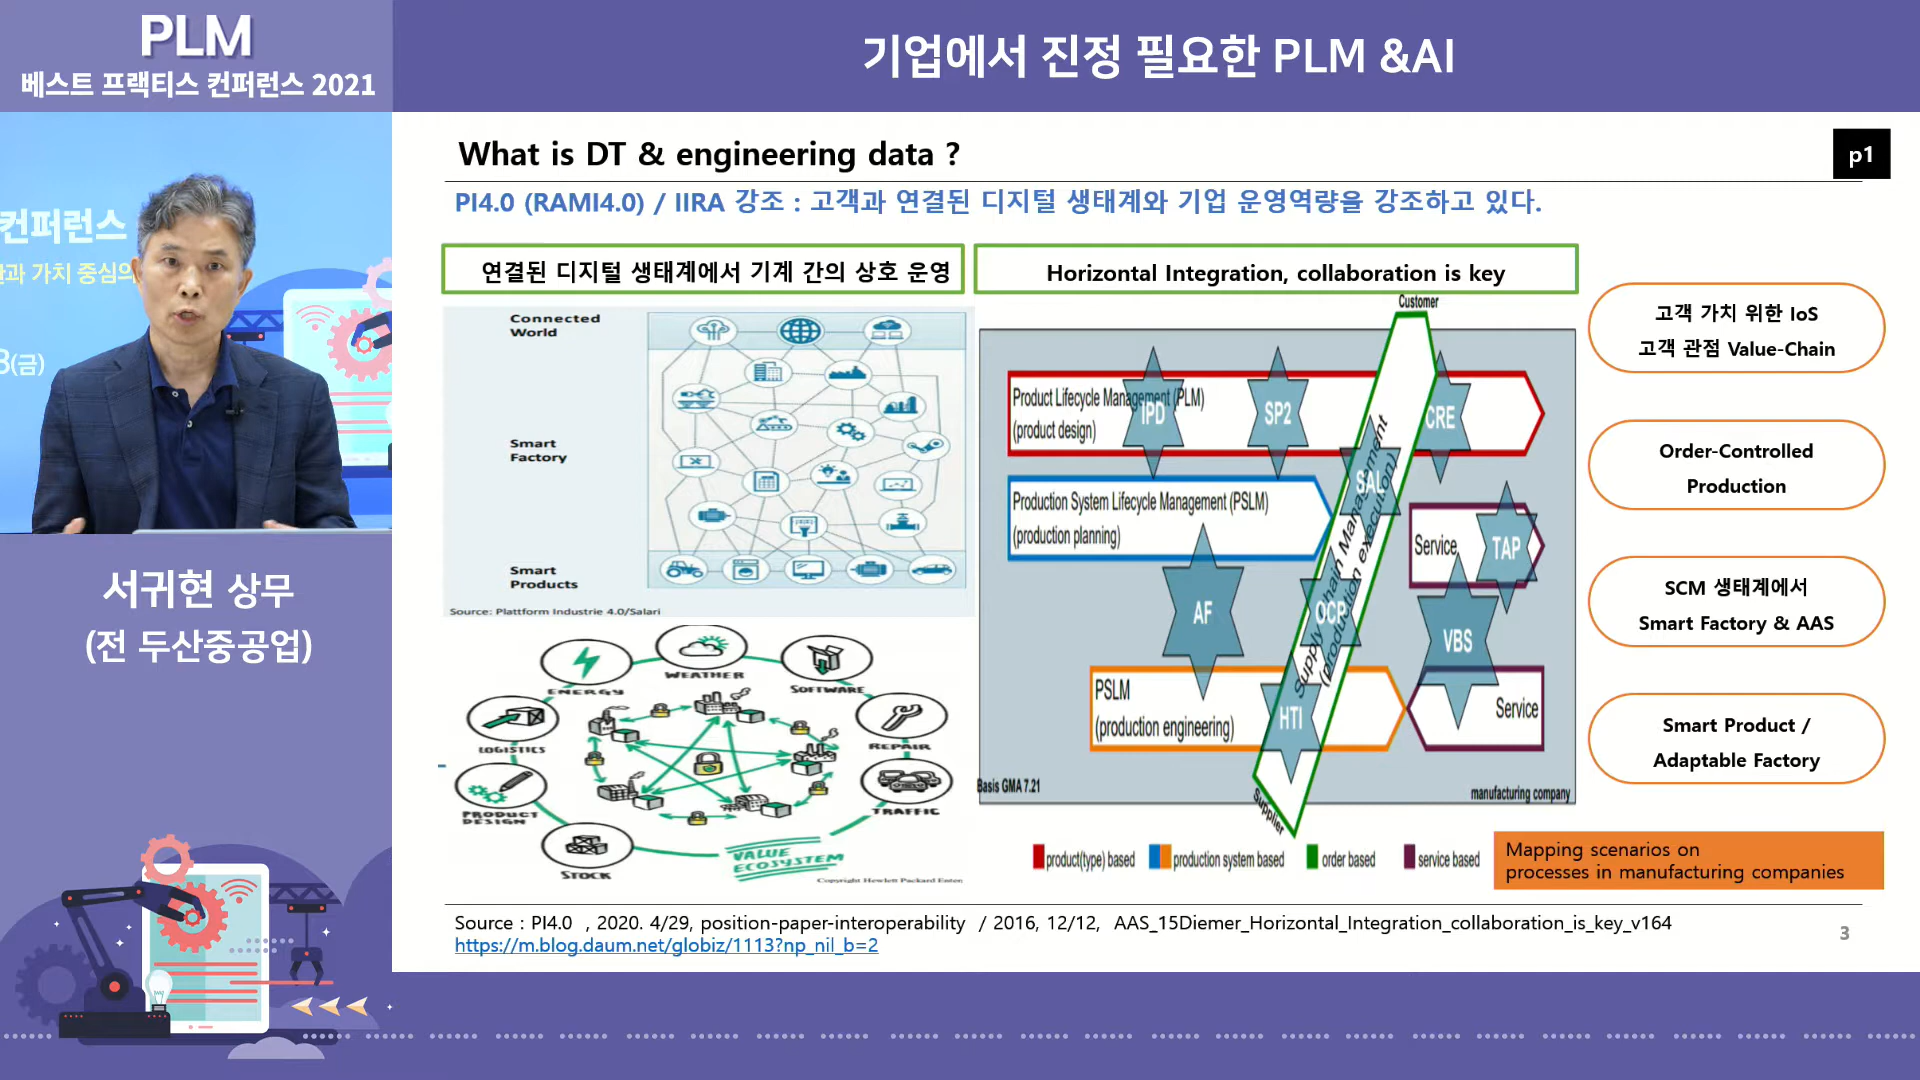 PLM
베스트 프랙티스 컨퍼런스 2021
기업에서 진정 필요한 PLM &AI
컨퍼런스
과 가치 중심의
3(금)
서귀현 상무
(전 두산중공업)
What is DT & engineering data ?
p1
PI4.0 (RAMI4.0) / IIRA 강조 : 고객과 연결된 디지털 생태계와 기업 운영역량을 강조하고 있다.
연결된 디지털 생태계에서 기계 간의 상호 운영
Connected
World
Smart
Factory
Smart
Products
Source: Plattform Industrie 4.0/Salari
ENERGY
WEATHER
SOFTWARE
LOGISTICS
REPAIR
PRODUCT
DESIGN
TRAFFIC
STOCK
VALUE
ECOSYSTEM
Copyright Hewlett Packard Enter
Horizontal Integration, collaboration is key
Customer
Product Lifecycle Management (PLM)
(product design)
IPD
SP2
CRE
Production System Lifecycle Management (PSLM)
(production planning)
SAL
Supply Chain Management
(production execution)
Service
TAP
AF
OCP
VBS
PSLM
(production engineering)
HTI
Service
Basis GMA 7.21
manufacturing company
Supplier
product(type) based
production system based
order based
service based
고객 가치 위한 IoS
고객 관점 Value-Chain
Order-Controlled
Production
SCM 생태계에서
Smart Factory & AAS
Smart Product /
Adaptable Factory
Mapping scenarios on
processes in manufacturing companies
Source : PI4.0 , 2020. 4/29, position-paper-interoperability / 2016, 12/12, AAS_15Diemer_Horizontal_Integration_collaboration_is_key_v164
https://m.blog.daum.net/globiz/1113?np_nil_b=2
3